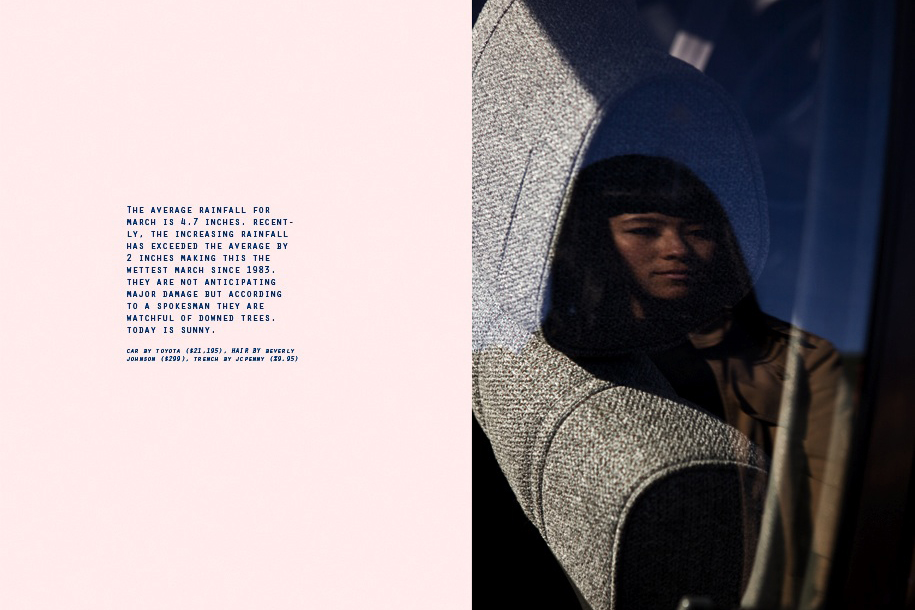 THE AVERAGE RAINFALL FOR
MARCH IS 4.7 INCHES. RECENT-
LY, THE INCREASING RAINFALL
HAS EXCEEDED THE AVERAGE BY
2 INCHES MAKING THIS THE
WETTEST MARCH SINCE 1983.
THEY ARE NOT ANTICIPATING
MAJOR DAMAGE BUT ACCORDING
TO A SPOKESMAN THEY ARE
WATCHFUL OF DOWNED TREES.
TODAY IS SUNNY.
CAR BY TOYOTA ($21,195), HAIR BY BEVERLY
JOHNSON ($299), TRENCH BY JCPENNY ($9.95)